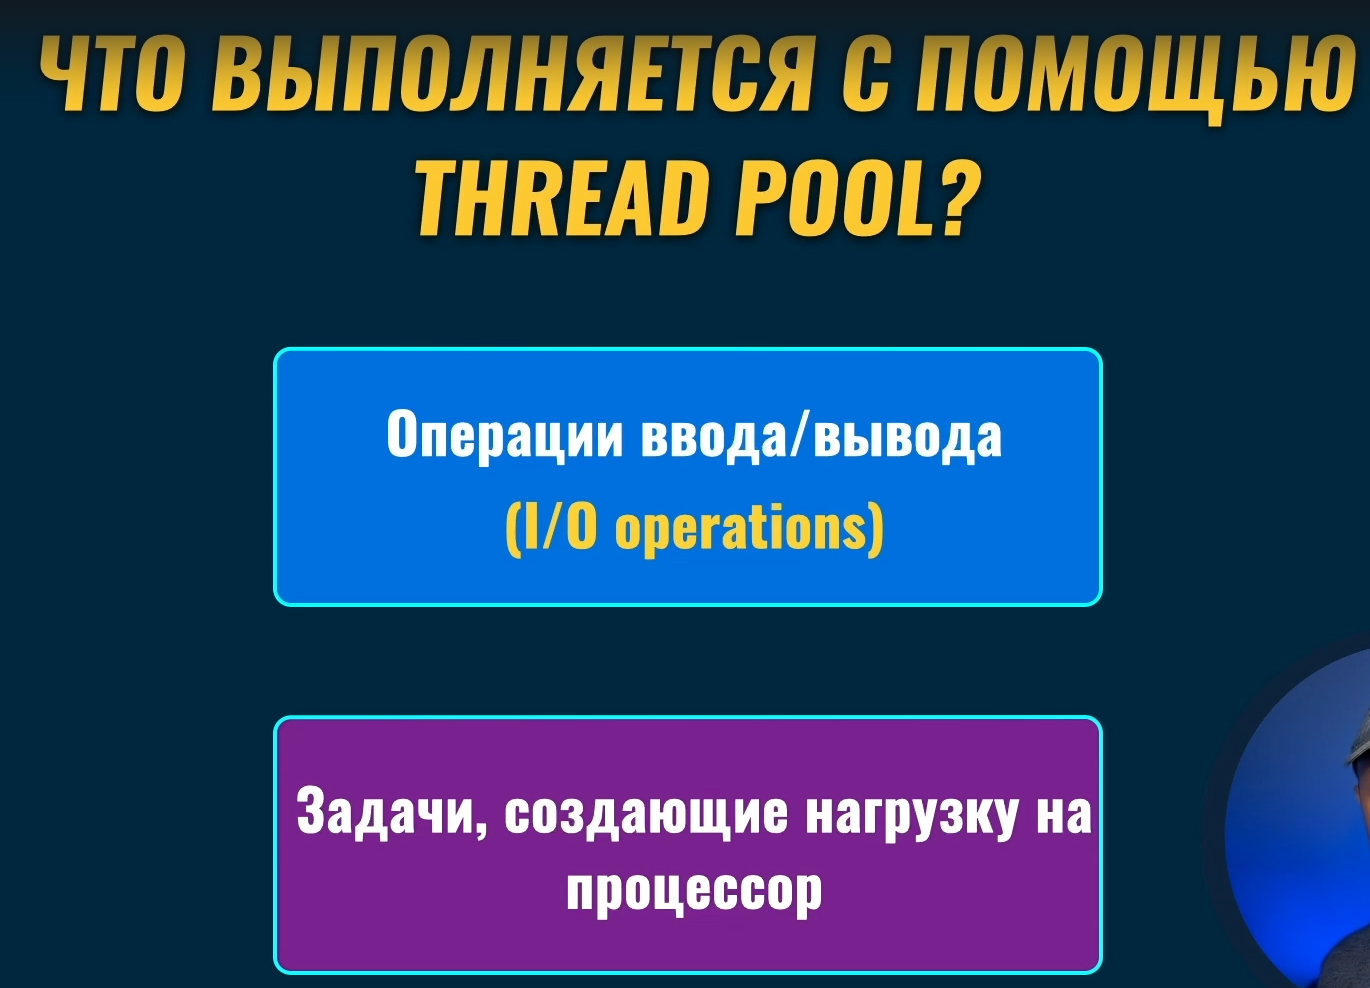 ЧТО ВЫПОЛНЯЕТСЯ С ПОМОЩЬЮ
THREAD POOL?
Операции ввода/вывода
(I/O operations)
Задачи, создающие нагрузку на
процессор